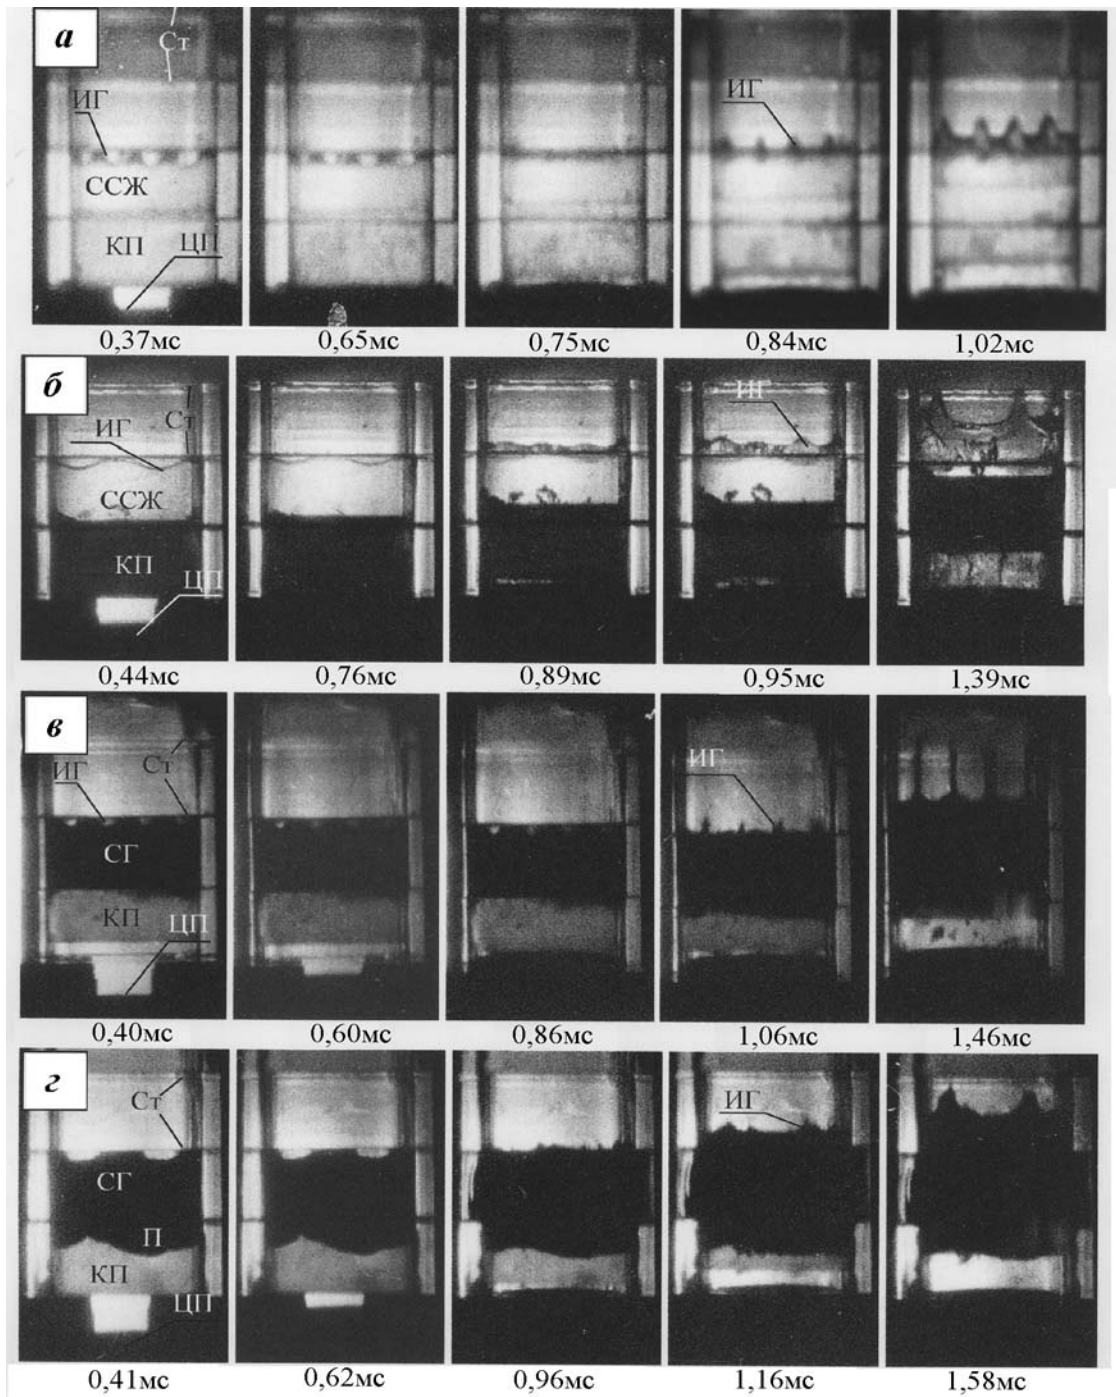 а
Ст
ИГ
ССЖ
КП
ЦП
ИГ
0,37мс 0,65мс 0,75мс 0,84мс 1,02мс
б
Ст
ИГ
ССЖ
КП
ЦП
ИГ
0,44мс 0,76мс 0,89мс 0,95мс 1,39мс
в
Ст
ИГ
СГ
КП
ЦП
ИГ
0,40мс 0,60мс 0,86мс 1,06мс 1,46мс
г
Ст
СГ
П
КП
ЦП
ИГ
0,41мс 0,62мс 0,96мс 1,16мс 1,58мс